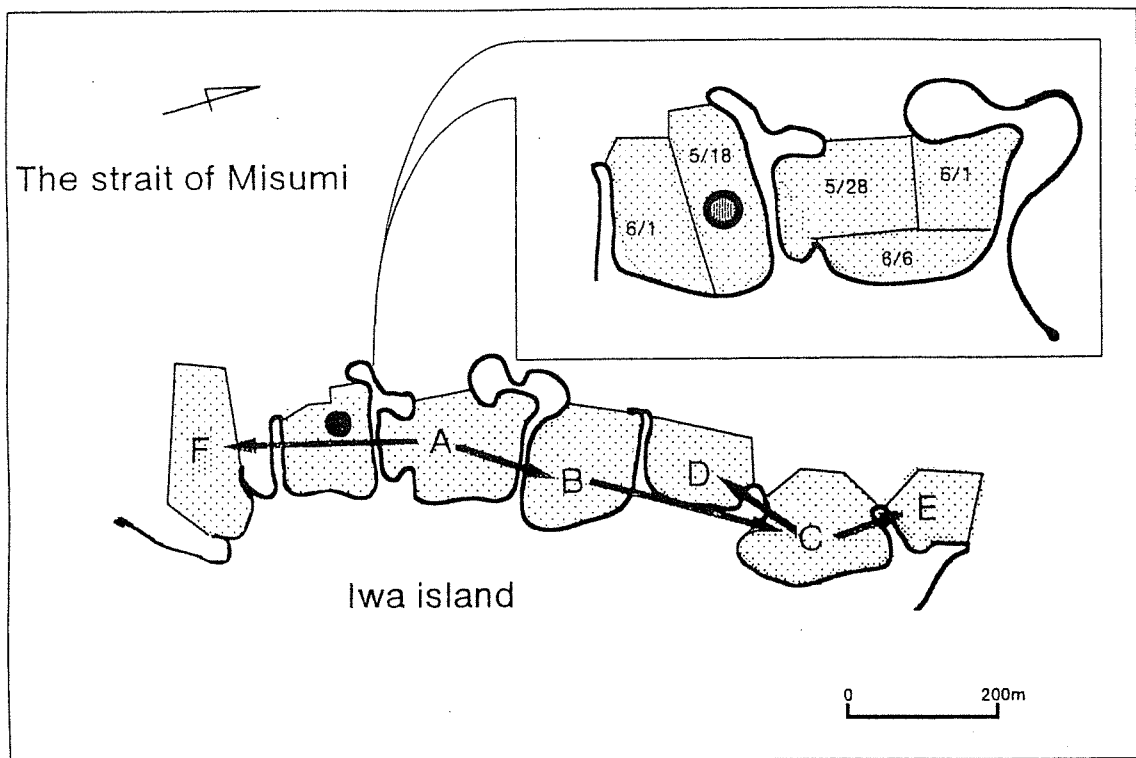 The strait of Misumi
5/18
6/1
5/28
6/1
6/6
F
A
B
D
C
E
Iwa island
0 200m